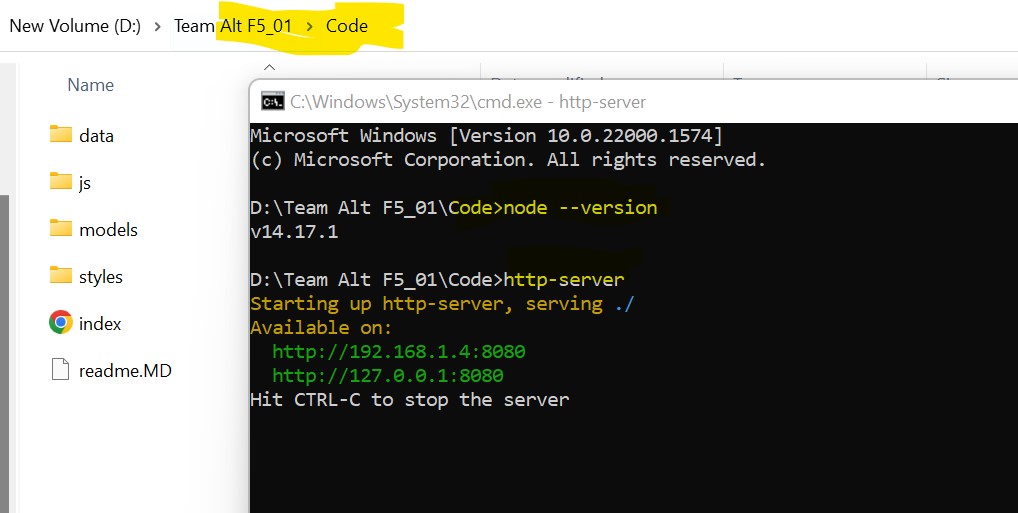 New Volume (D:) > Team Alt F5_01 > Code
Name
C:\Windows\System32\cmd.exe - http-server
data
js
models
styles
index
readme.MD
Microsoft Windows [Version 10.0.22000.1574]
(c) Microsoft Corporation. All rights reserved.
D:\Team Alt F5_01\Code>node --version
v14.17.1
D:\Team Alt F5_01\Code>http-server
Starting up http-server, serving ./
Available on:
http://192.168.1.4:8080
http://127.0.0.1:8080
Hit CTRL-C to stop the server